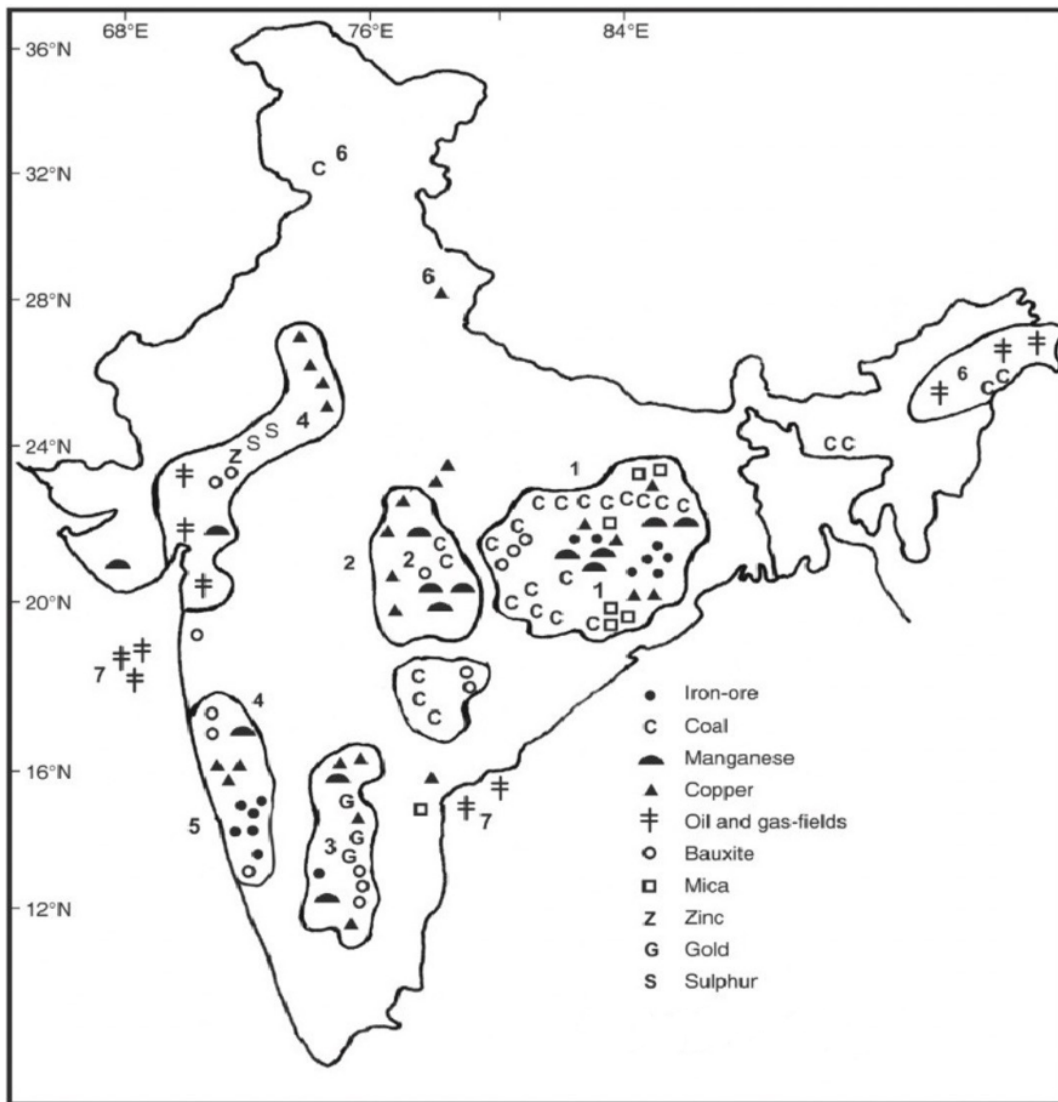 68°E 76°E 84°E
36°N
6
C
32°N
6
28°N
6
C C
4
S S
24°N
C C
Z
1
C C C C C C C C
C
C
C
2
2
C
C
1
20°N
C
C C
C
7
4
C
C
C
Iron-ore
C Coal
Manganese
16°N
Copper
G
7
5
Oil and gas-fields
G
3
G
Bauxite
Mica
12°N
Z Zinc
G Gold
S Sulphur